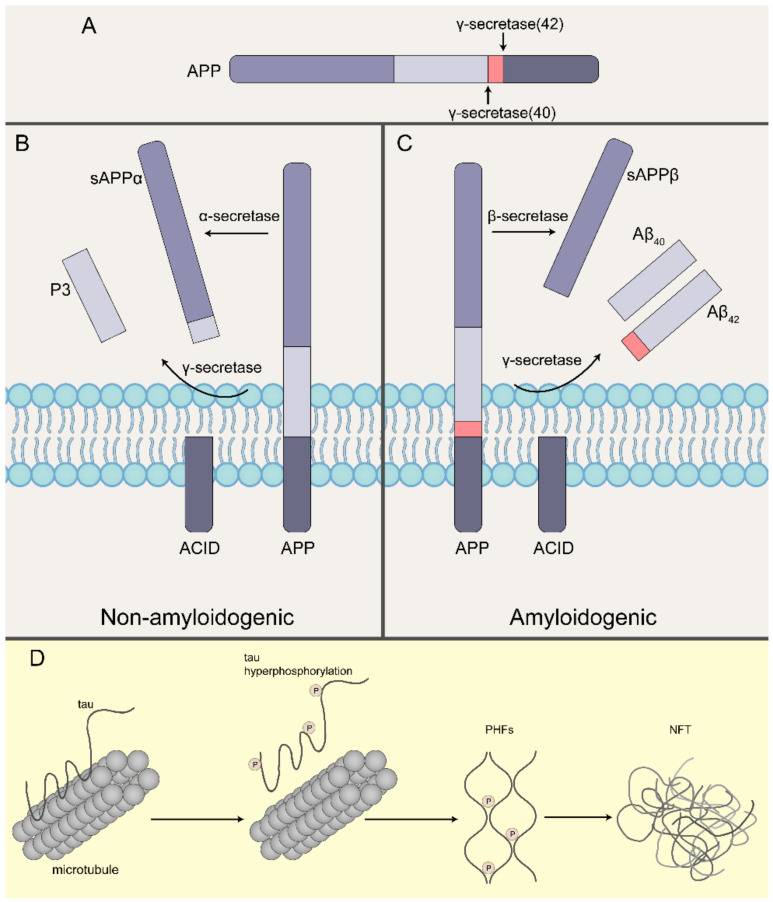 A
γ-secretase(42)
APP
γ-secretase(40)
B
sAPPα
α-secretase
P3
γ-secretase
ACID
APP
Non-amyloidogenic
C
sAPPβ
β-secretase
Aβ40
Aβ42
γ-secretase
APP
ACID
Amyloidogenic
D
tau
microtubule
tau
hyperphosphorylation
P
P
P
PHFs
P
P
P
NFT